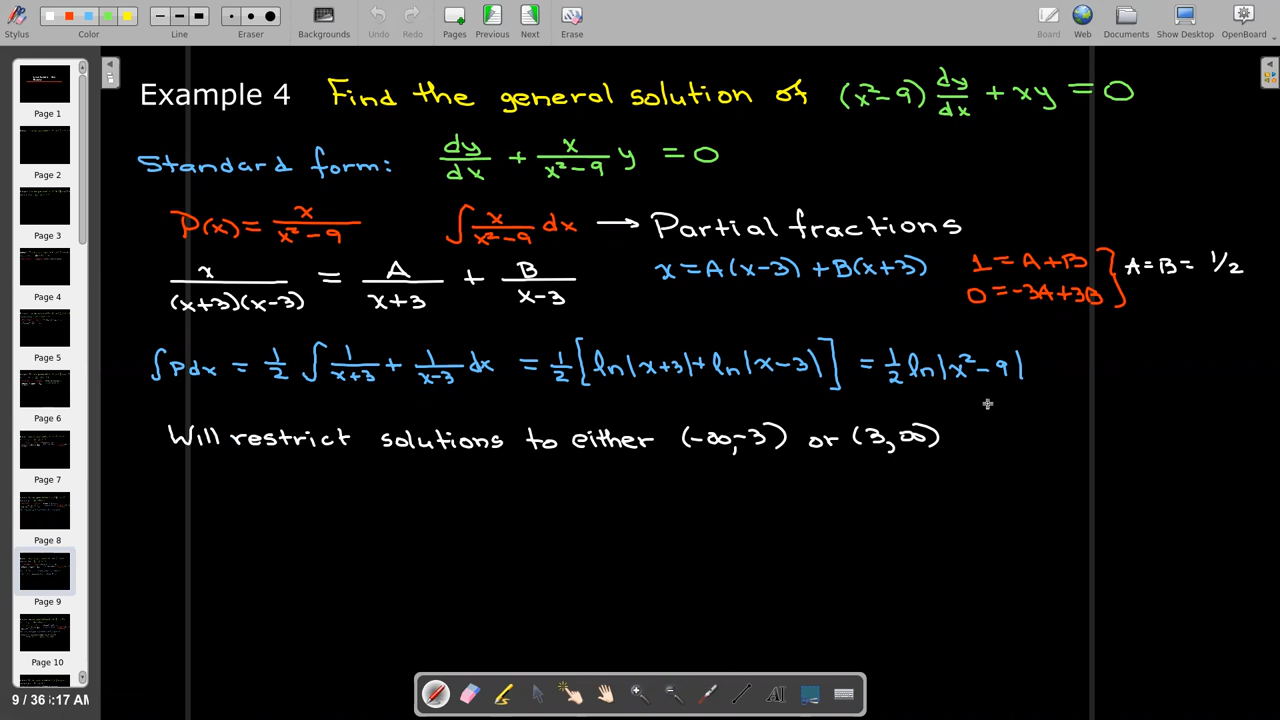 Stylus Color Line Eraser Backgrounds Undo Redo Pages Previous Next Erase Board Web Documents Show Desktop OpenBoard
Page 1
Page 2
Page 3
Page 4
Page 5
Page 6
Page 7
Page 8
Page 9
Page 10
9 / 36
6:17 AM
Example 4 Find the general solution of (x²-9) dy/dx + xy = 0
Standard form: dy/dx + x/(x²-9) y = 0
P(x) = x/(x²-9) ∫ x/(x²-9) dx → Partial fractions
x/((x+3)(x-3)) = A/(x+3) + B/(x-3) x = A(x-3) + B(x+3) 1 = A+B 0 = -3A+3B } A=B= 1/2
∫Pdx = 1/2 ∫ 1/(x+3) + 1/(x-3) dx = 1/2 [ln|x+3|+ln|x-3|] = 1/2 ln|x²-9|
Will restrict solutions to either (-∞,-3) or (3,∞)